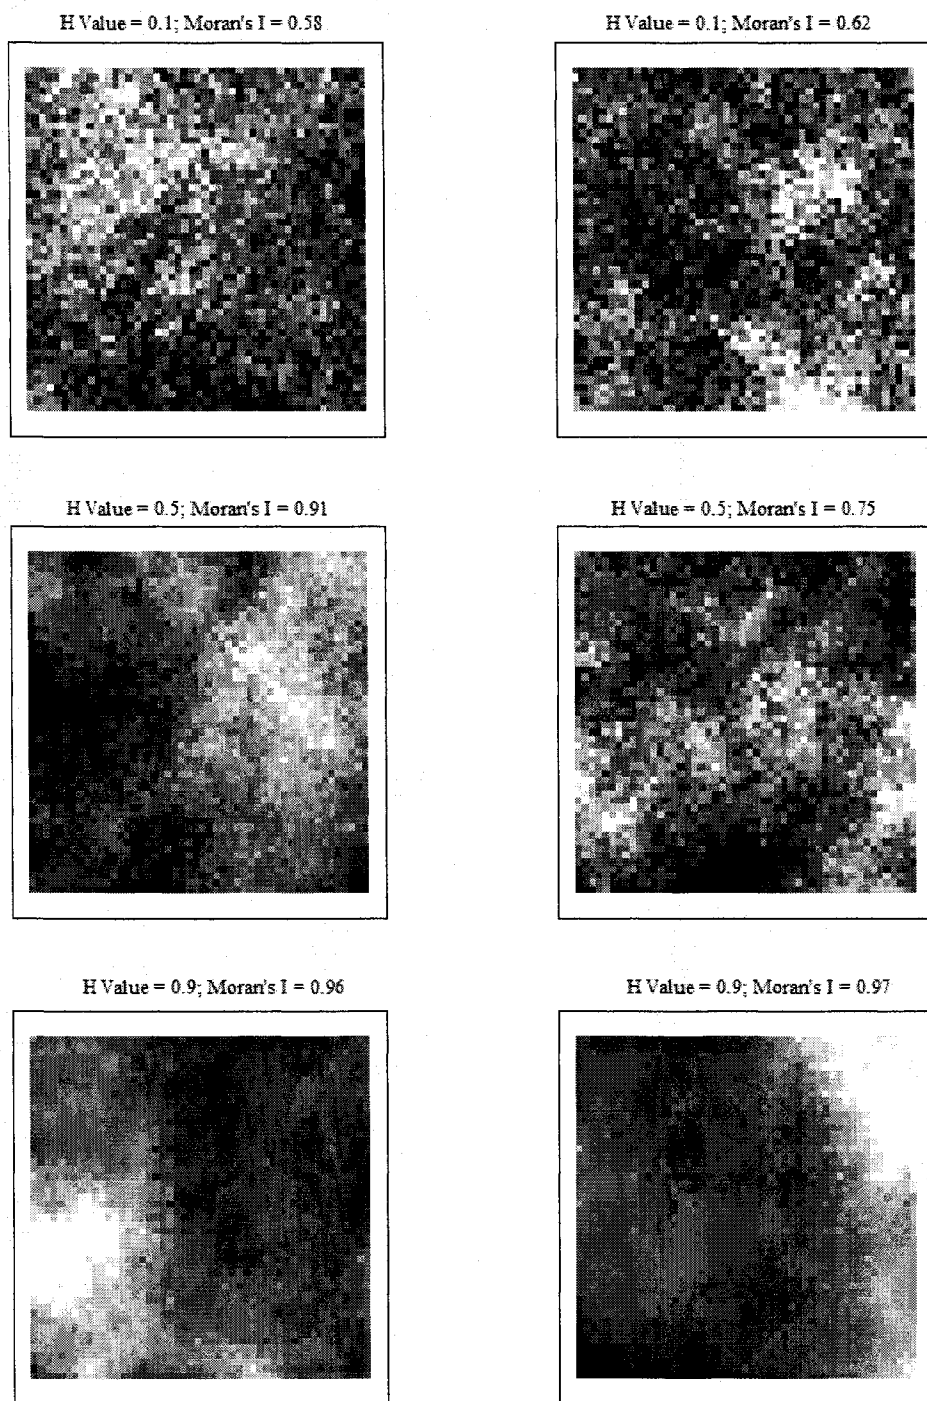 H Value = 0.1; Moran's I = 0.58
H Value = 0.1; Moran's I = 0.62
H Value = 0.5; Moran's I = 0.91
H Value = 0.5; Moran's I = 0.75
H Value = 0.9; Moran's I = 0.96
H Value = 0.9; Moran's I = 0.97